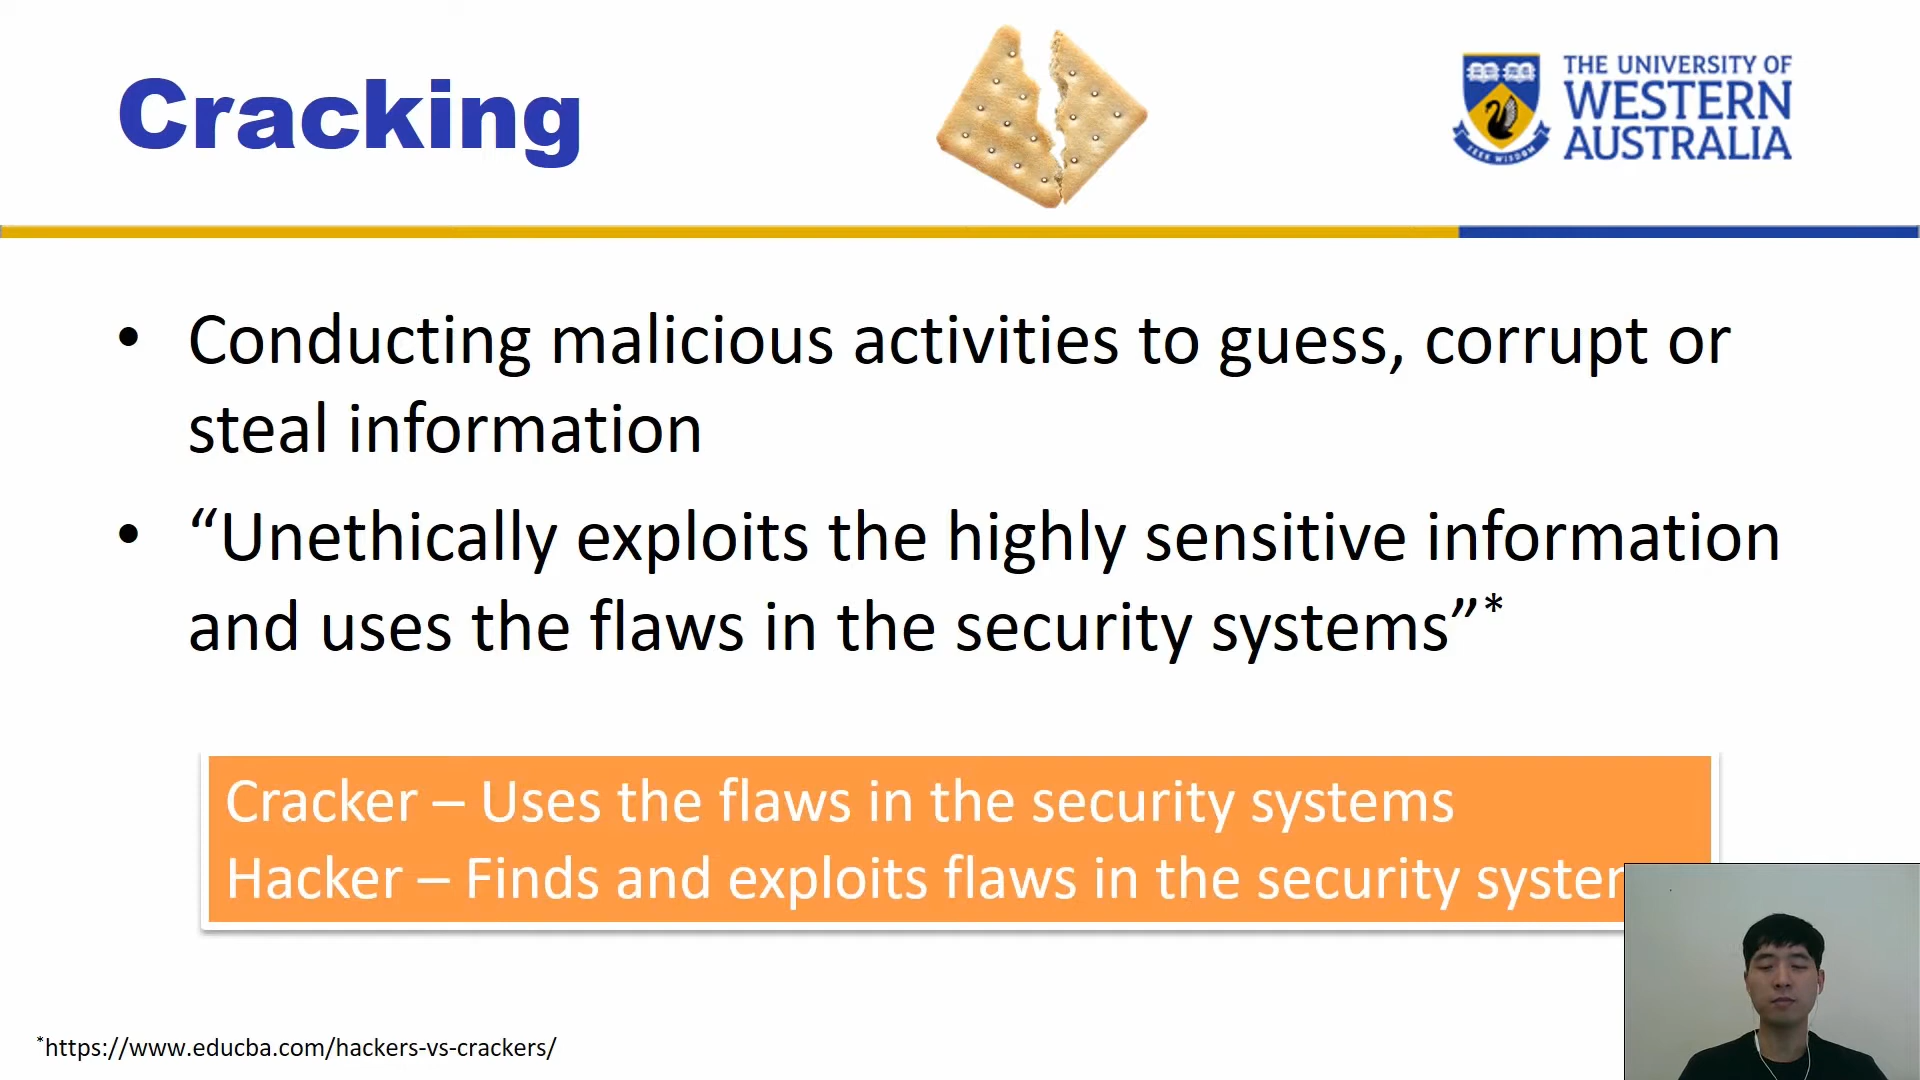 Cracking
THE UNIVERSITY OF
WESTERN
AUSTRALIA
SEEK WISDOM
• Conducting malicious activities to guess, corrupt or
steal information
• “Unethically exploits the highly sensitive information
and uses the flaws in the security systems”*
Cracker – Uses the flaws in the security systems
Hacker – Finds and exploits flaws in the security
*https://www.educba.com/hackers-vs-crackers/